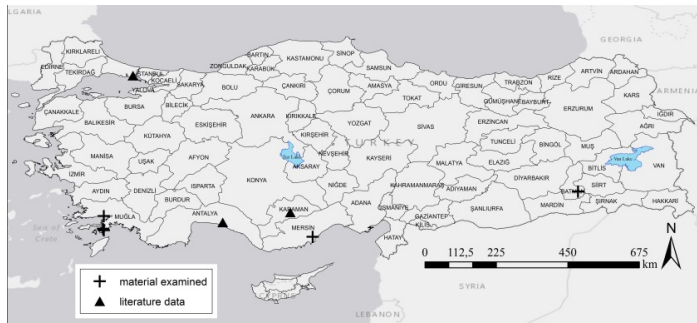 LGARIA
GEORGIA
KIRKLARELİ
EDİRNE
TEKİRDAĞ
İSTANBUL
KOCAELİ
YALOVA
SAKARYA
ZONGULDAK
BARTIN
KARABÜK
KASTAMONU
SİNOP
SAMSUN
ORDU
GİRESUN
TRABZON
RİZE
ARTVİN
ARDAHAN
KARS
ARMENIA
IĞDIR
ÇANAKKALE
BALIKESİR
BURSA
BİLECİK
BOLU
ÇANKIRI
ÇORUM
AMASYA
TOKAT
GÜMÜŞHANE
BAYBURT
ERZURUM
AĞRI
ESKİŞEHİR
KÜTAHYA
ANKARA
KIRIKKALE
KIRŞEHİR
YOZGAT
SİVAS
ERZİNCAN
TUNCELİ
BİNGÖL
MUŞ
TURKEY
MANİSA
UŞAK
AFYON
KONYA
AKSARAY
NEVŞEHİR
KAYSERİ
MALATYA
ELAZIĞ
BİTLİS
Van Lake
VAN
İZMİR
AYDIN
DENİZLİ
ISPARTA
BURDUR
NİĞDE
KAHRAMANMARAŞ
ADIYAMAN
DİYARBAKIR
SİİRT
MUĞLA
ANTALYA
KARAMAN
MERSİN
ADANA
OSMANİYE
GAZİANTEP
KİLİS
ŞANLIURFA
MARDİN
ŞIRNAK
HAKKARİ
HATAY
Sea of
Crete
SYRIA
LEBANON
N
0 112,5 225 450 675
km
material examined
literature data